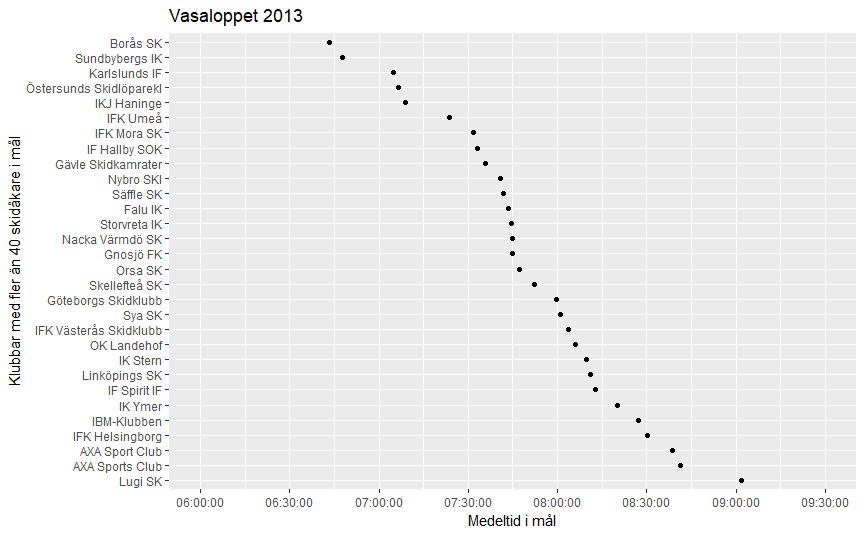 Vasaloppet 2013
Klubbar med fler än 40 skidåkare i mål
Borås SK
Sundbybergs IK
Karlslunds IF
Östersunds Skidlöparekl
IKJ Haninge
IFK Umeå
IFK Mora SK
IF Hallby SOK
Gävle Skidkamrater
Nybro SKI
Säffle SK
Falu IK
Storvreta IK
Nacka Värmdö SK
Gnosjö FK
Orsa SK
Skellefteå SK
Göteborgs Skidklubb
Sya SK
IFK Västerås Skidklubb
OK Landehof
IK Stern
Linköpings SK
IF Spirit IF
IK Ymer
IBM-Klubben
IFK Helsingborg
AXA Sport Club
AXA Sports Club
Lugi SK
06:00:00 06:30:00 07:00:00 07:30:00 08:00:00 08:30:00 09:00:00 09:30:00
Medeltid i mål